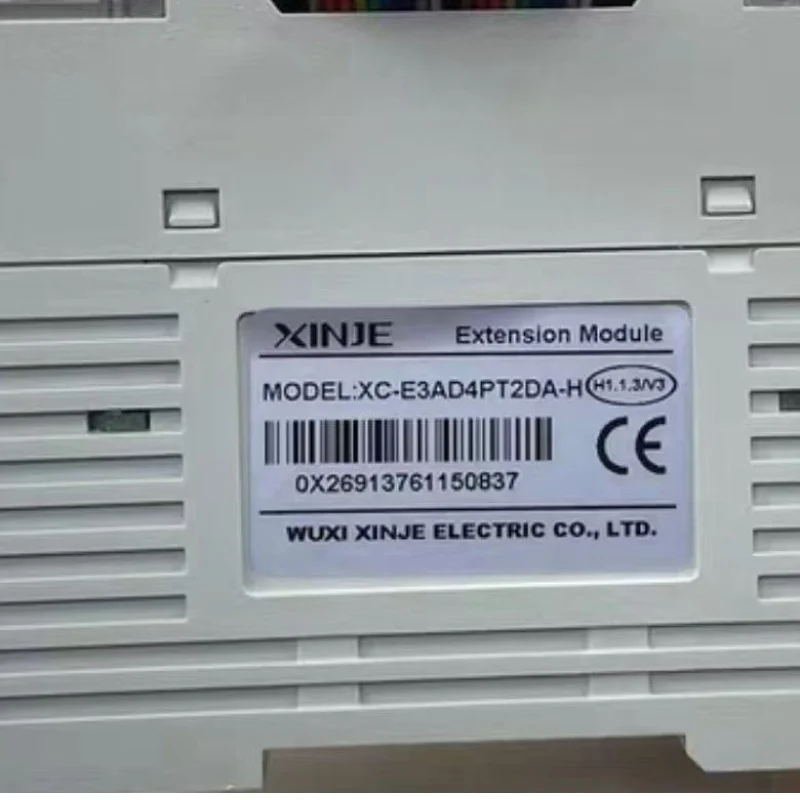 XINJE Extension Module
MODEL:XC-E3AD4PT2DA-H H1.1.3/V3
CE
0X26913761150837
WUXI XINJE ELECTRIC CO., LTD.